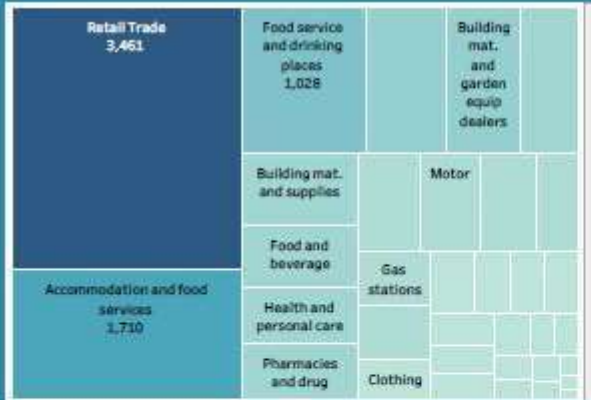 Retail Trade
3,461
Food service
and drinking
places
1,028
Building
mat.
and
garden
equip
dealers
Building mat.
and supplies
Motor
Food and
beverage
Gas
stations
Accommodation and food
services
1,710
Health and
personal care
Pharmacies
and drug
Clothing